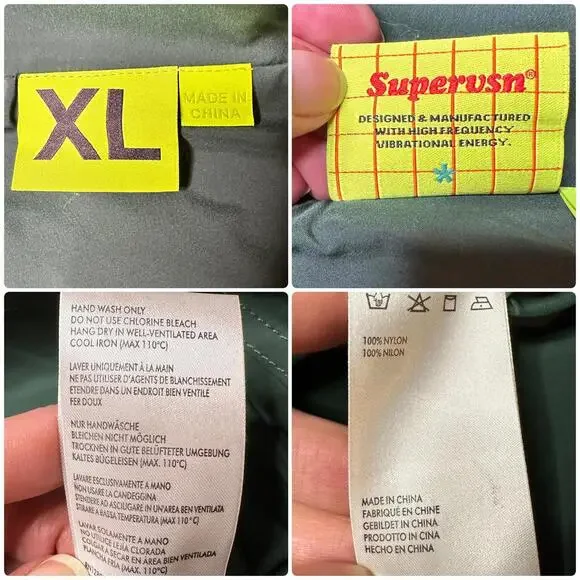 XL
MADE IN
CHINA
Supervsn®
DESIGNED & MANUFACTURED
WITH HIGH FREQUENCY
VIBRATIONAL ENERGY.
HAND WASH ONLY
DO NOT USE CHLORINE BLEACH
HANG DRY IN WELL-VENTILATED AREA
COOL IRON (MAX 110°C)
LAVER UNIQUEMENT À LA MAIN
NE PAS UTILISER D'AGENTS DE BLANCHISSEMENT
ETENDRE DANS UN ENDROIT BIEN VENTILE
FER DOUX
NUR HANDWÄSCHE
BLEICHEN NICHT MÖGLICH
TROCKNEN IN GUTE BELÜFTETER UMGEBUNG
KALTES BÜGELEISEN (MAX. 110°C)
LAVARE ESCLUSIVAMENTE A MANO
NON USARE LA CANDEGGINA
STENDERE AD ASCIUGARE IN UN'AREA BEN VENTILATA
STIRARE A BASSA TEMPERATURA (MAX 110°C)
LAVAR SOLAMENTE A MANO
NO UTILICE LEJÍA CLORADA
COLGAR A SECAR EN ÁREA BIEN VENTILADA
PLANCHA FRIA (MAX. 110°C)
100% NYLON
100% NILON
MADE IN CHINA
FABRIQUÉ EN CHINE
GEBILDET IN CHINA
PRODOTTO IN CINA
HECHO EN CHINA